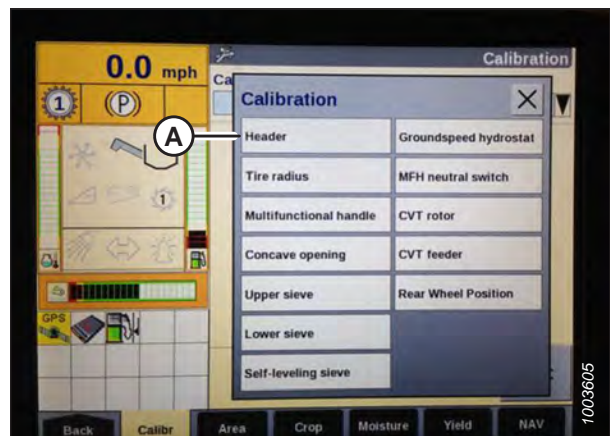 0.0 mph
Calibration
Ca
1
(P)
Calibration
X
A
Header
Groundspeed hydrostat
Tire radius
MFH neutral switch
1
Multifunctional handle
CVT rotor
Concave opening
CVT feeder
Upper sieve
Rear Wheel Position
GPS
Lower sieve
Self-leveling sieve
Back
Calibr
Area
Crop
Moisture
Yield
NAV
1003605